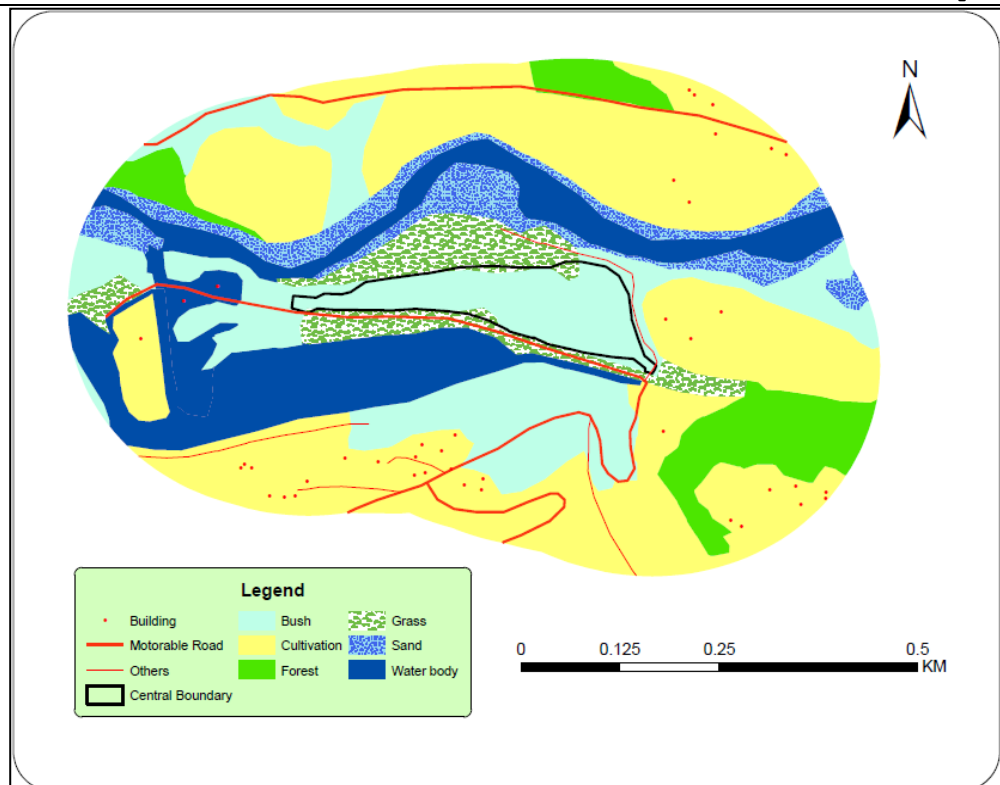 N
Legend
Building
Bush
Grass
Motorable Road
Cultivation
Sand
Others
Forest
Water body
Central Boundary
0 0.125 0.25 0.5
KM